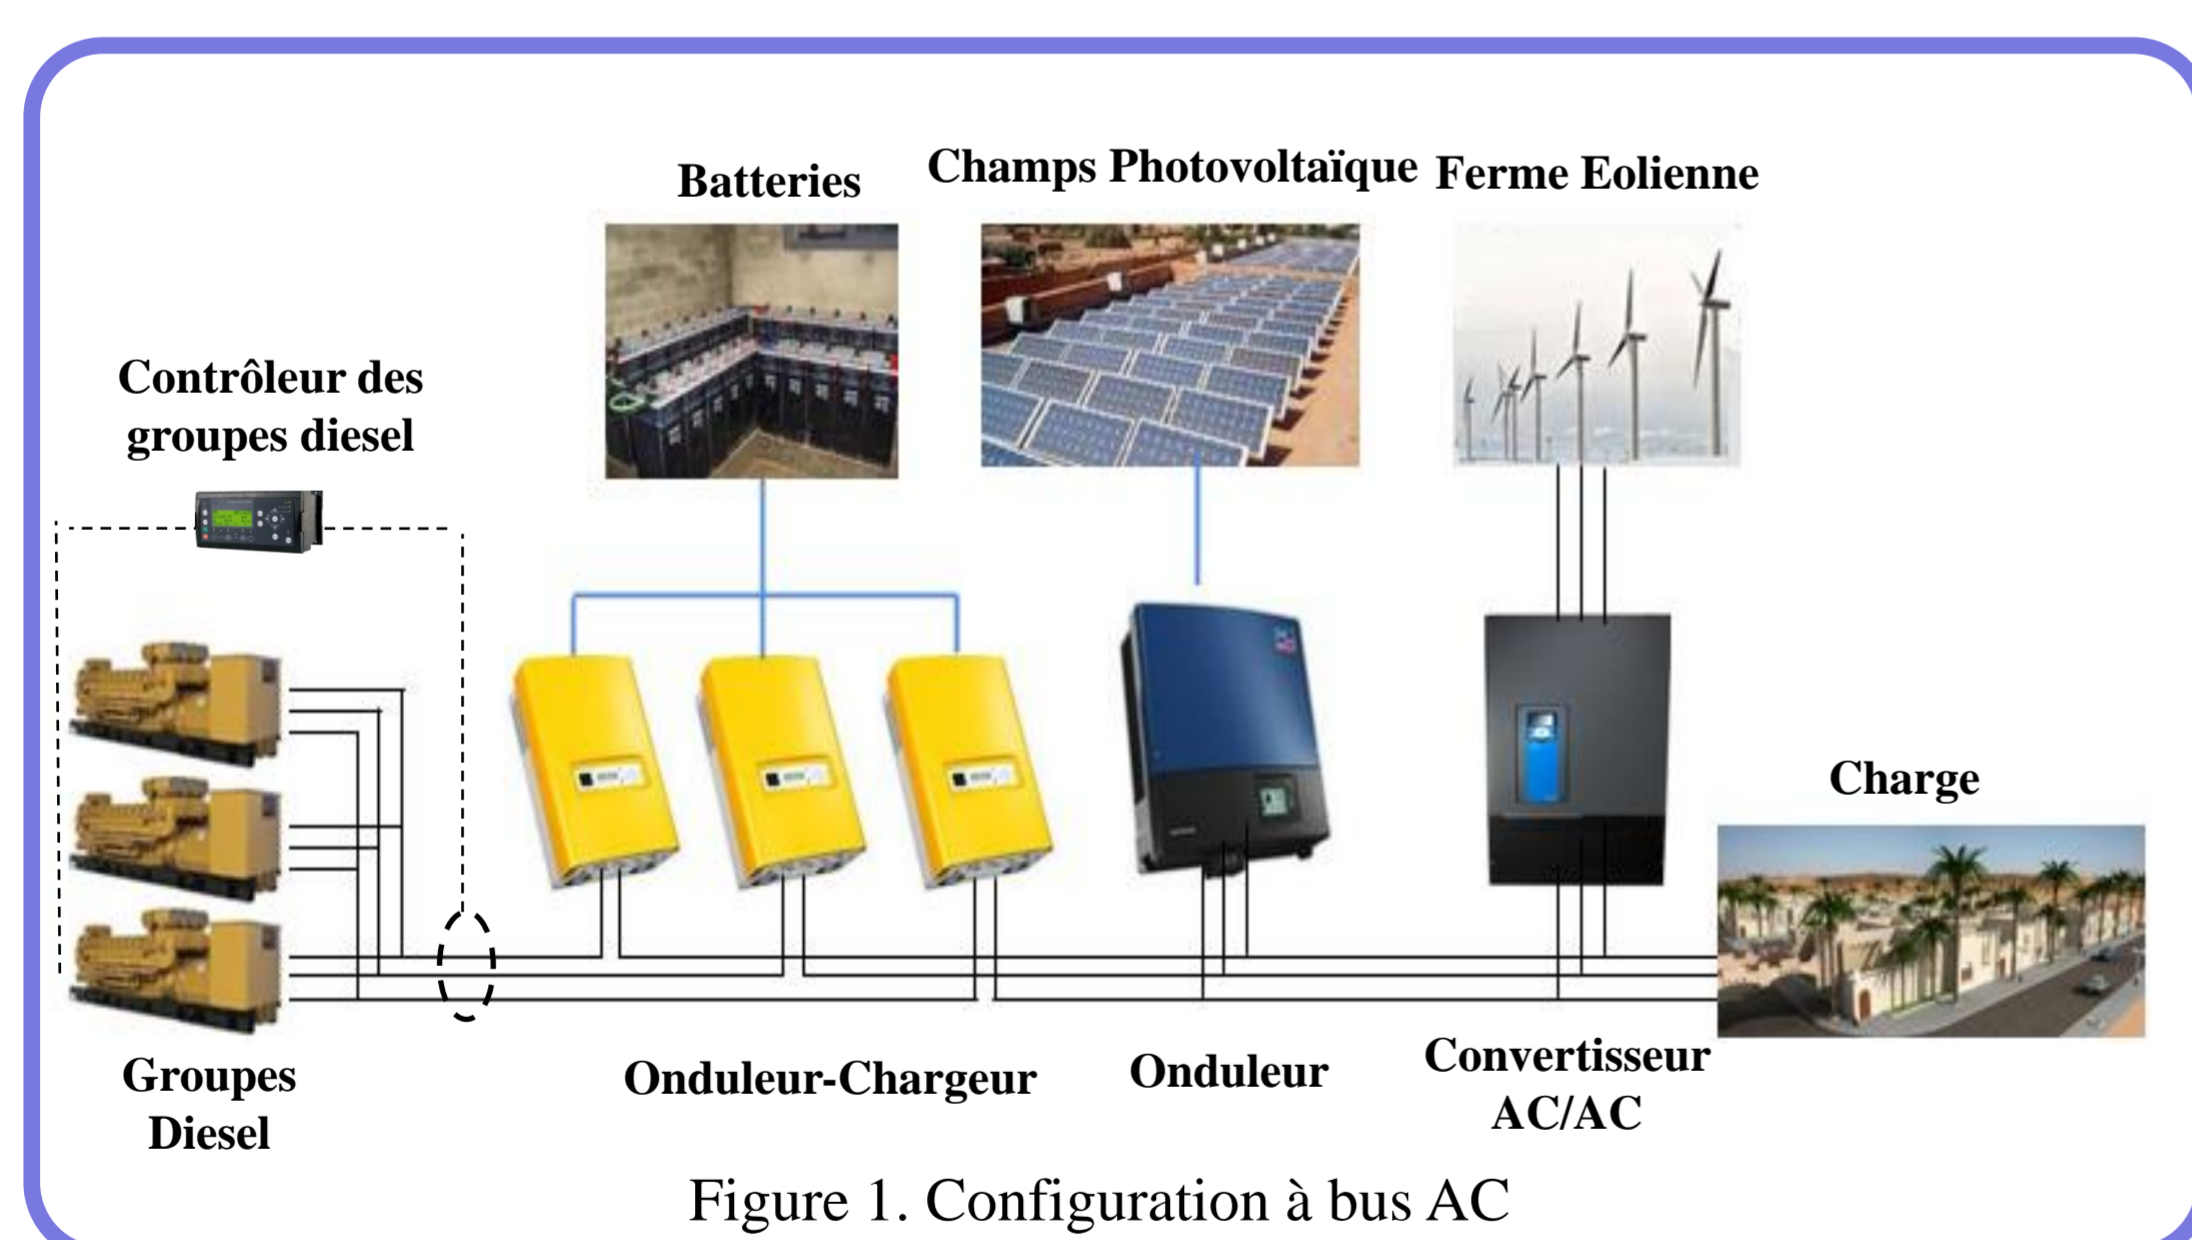 Batteries
Champs Photovoltaïque
Ferme Eolienne
Contrôleur des
groupes diesel
Charge
Groupes
Diesel
Onduleur-Chargeur
Onduleur
Convertisseur
AC/AC
Figure 1. Configuration à bus AC